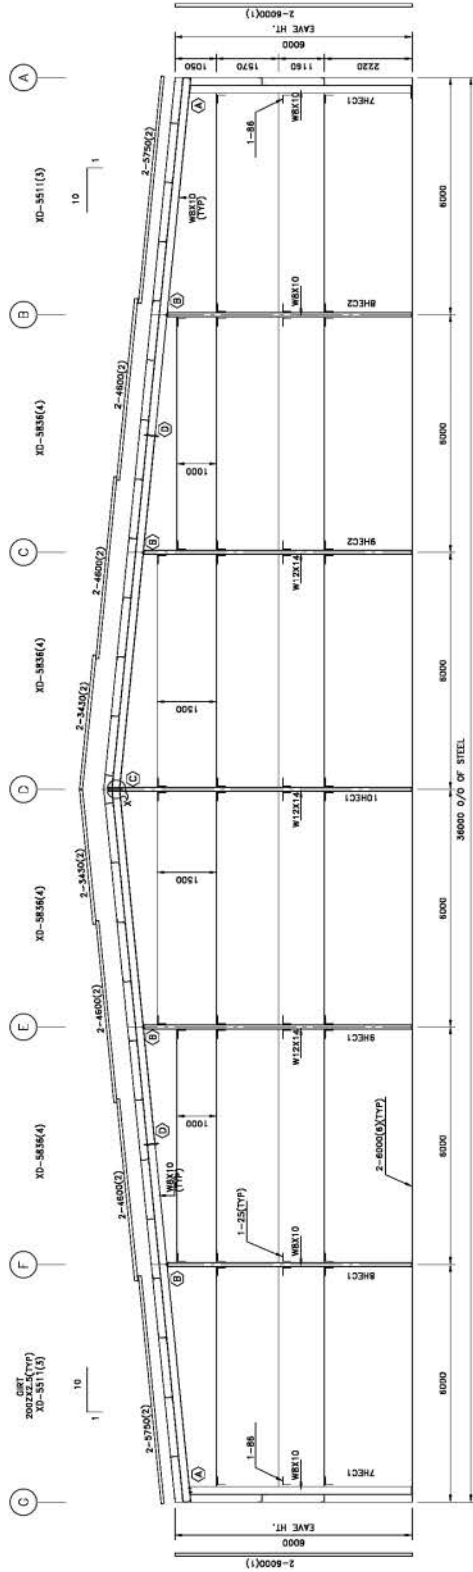 G
F
E
D
C
B
A
GIRT
200ZX2.5(TYP)
XD-5511(3)
XD-5836(4)
XD-5836(4)
XD-5836(4)
XD-5836(4)
XD-5511(3)
10
1
10
1
2-5750(2)
2-4600(2)
2-4600(2)
2-3430(2)
2-3430(2)
2-4600(2)
2-4600(2)
2-5750(2)
W8X10
(TYP)
W8X10
(TYP)
A
B
D
B
C
X
B
D
B
A
1000
1500
1500
1000
1-86
1-25(TYP)
1-86
W8X10
W8X10
W12X14
W12X14
W12X14
W8X10
W8X10
7HEC1
8HEC1
9HEC1
10HEC1
9HEC2
8HEC2
7HEC1
2-6000(6)(TYP)
2-6000(1)
EAVE HT.
6000
2-6000(1)
EAVE HT.
6000
1050
1570
1160
2220
6000
6000
6000
6000
6000
6000
36000 O/O OF STEEL